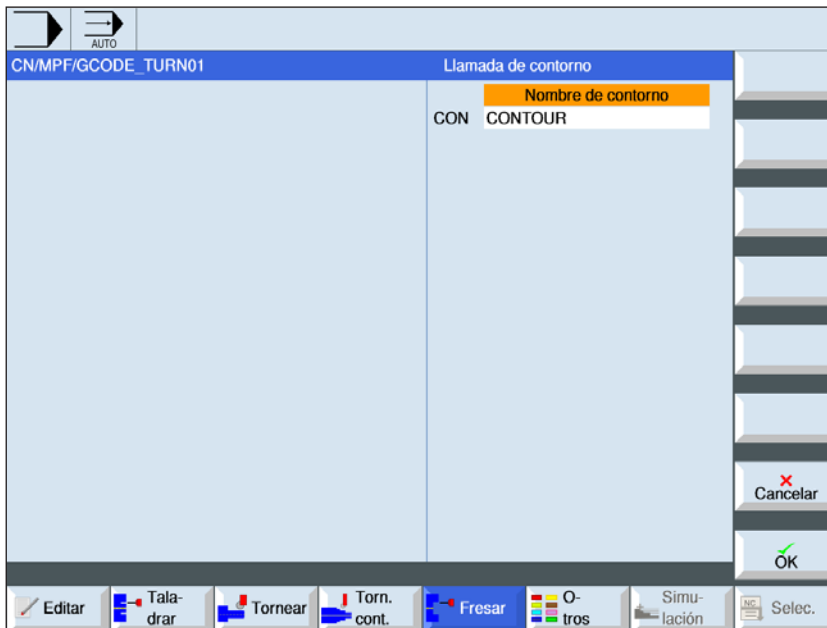 AUTO
CN/MPF/GCODE_TURN01
Llamada de contorno
Nombre de contorno
CON CONTOUR
Cancelar
OK
Editar
Tala-
drar
Tornear
Torn.
cont.
Fresar
O-
tros
Simu-
lación
NC
Selec.